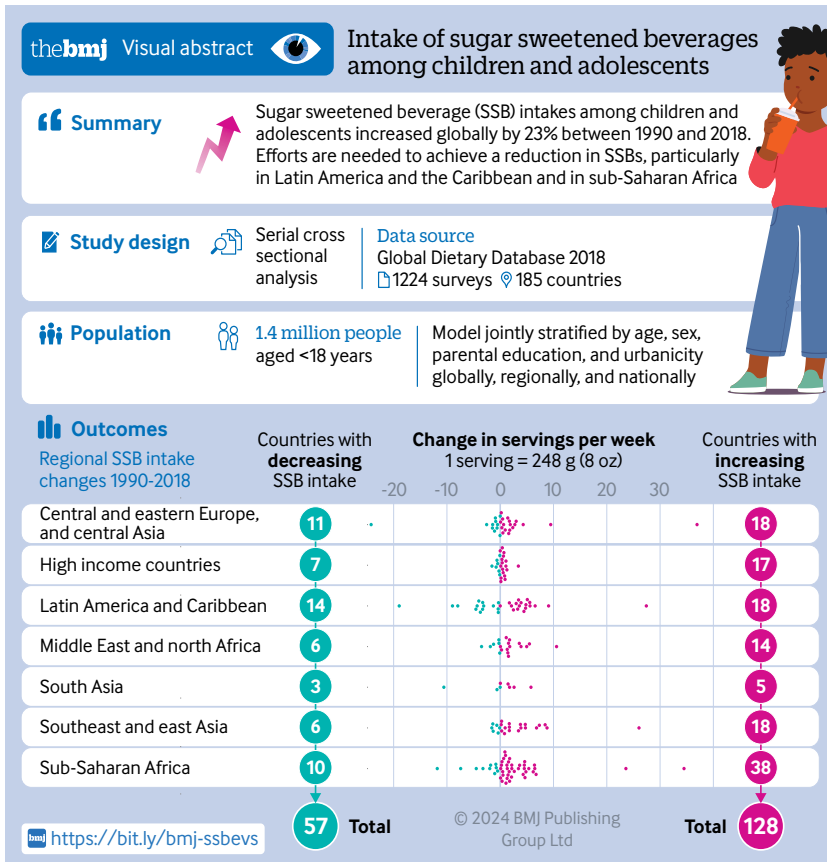 thebmj Visual abstract
Intake of sugar sweetened beverages
among children and adolescents
Summary
Sugar sweetened beverage (SSB) intakes among children and
adolescents increased globally by 23% between 1990 and 2018.
Efforts are needed to achieve a reduction in SSBs, particularly
in Latin America and the Caribbean and in sub-Saharan Africa
Study design
Serial cross
sectional
analysis
Data source
Global Dietary Database 2018
1224 surveys 185 countries
Population
1.4 million people
aged <18 years
Model jointly stratified by age, sex,
parental education, and urbanicity
globally, regionally, and nationally
Outcomes
Regional SSB intake
changes 1990-2018
Countries with
decreasing
SSB intake
Change in servings per week
1 serving = 248 g (8 oz)
-20 -10 0 10 20 30
Countries with
increasing
SSB intake
Central and eastern Europe,
and central Asia
11 18
High income countries 7 17
Latin America and Caribbean 14 18
Middle East and north Africa 6 14
South Asia 3 5
Southeast and east Asia 6 18
Sub-Saharan Africa 10 38
57 Total
Total 128
© 2024 BMJ Publishing
Group Ltd
bmj https://bit.ly/bmj-ssbevs